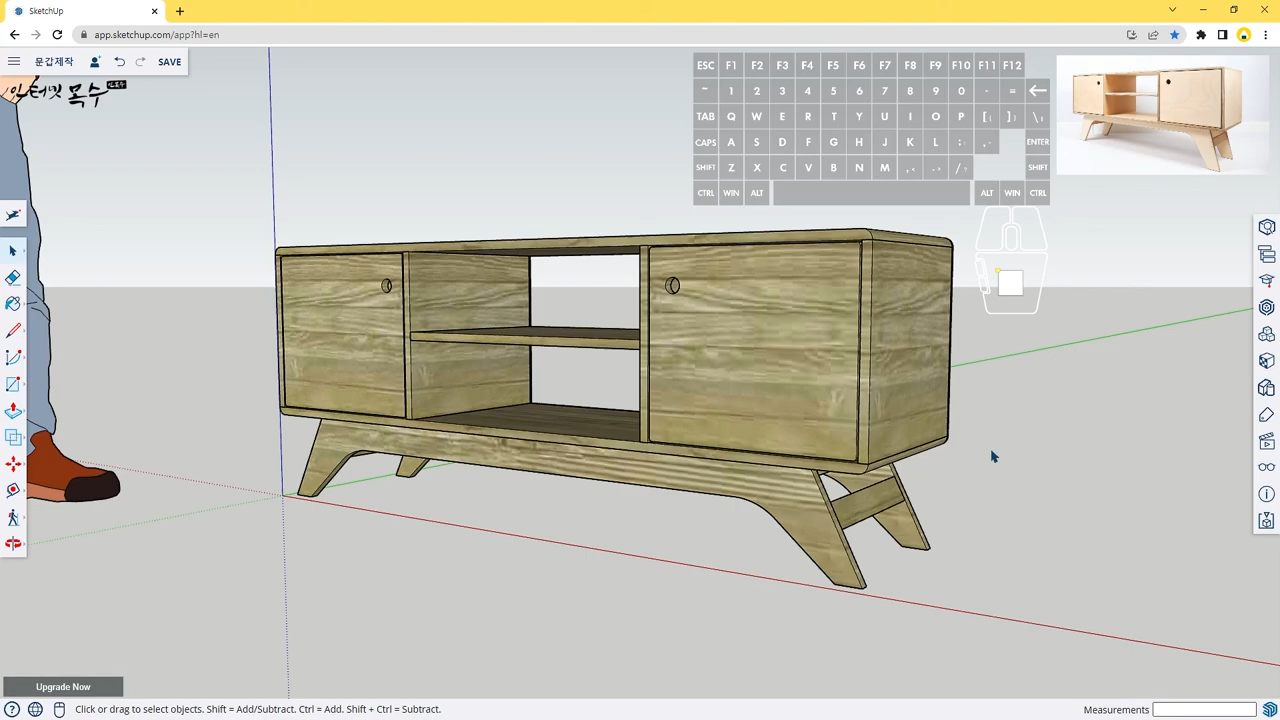 SketchUp
app.sketchup.com/app?hl=en
문갑제작
SAVE
인터넷 목수
ESC F1 F2 F3 F4 F5 F6 F7 F8 F9 F10 F11 F12
~ 1 2 3 4 5 6 7 8 9 0 - =
TAB Q W E R T Y U I O P [ ] \
CAPS A S D F G H J K L ENTER
SHIFT Z X C V B N M SHIFT
CTRL WIN ALT ALT WIN CTRL
Upgrade Now
Click or drag to select objects. Shift = Add/Subtract. Ctrl = Add. Shift + Ctrl = Subtract.
Measurements